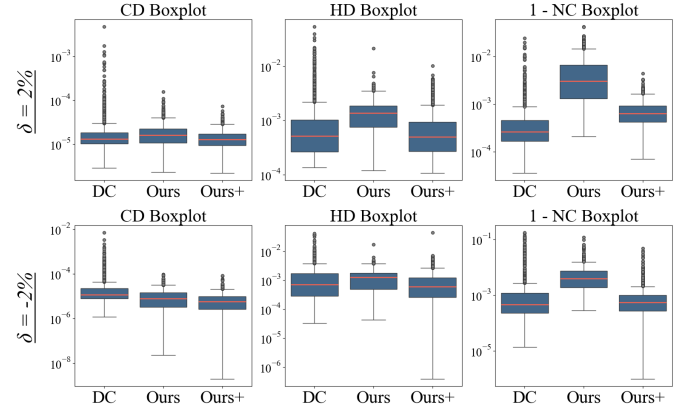 CD Boxplot HD Boxplot 1 - NC Boxplot
δ = 2%
10⁻³ 10⁻⁴ 10⁻⁵
10⁻² 10⁻³ 10⁻⁴
10⁻² 10⁻³ 10⁻⁴
DC Ours Ours+ DC Ours Ours+ DC Ours Ours+
CD Boxplot HD Boxplot 1 - NC Boxplot
δ = -2%
10⁻² 10⁻⁴ 10⁻⁶ 10⁻⁸
10⁻² 10⁻³ 10⁻⁴ 10⁻⁵ 10⁻⁶
10⁻¹ 10⁻³ 10⁻⁵
DC Ours Ours+ DC Ours Ours+ DC Ours Ours+